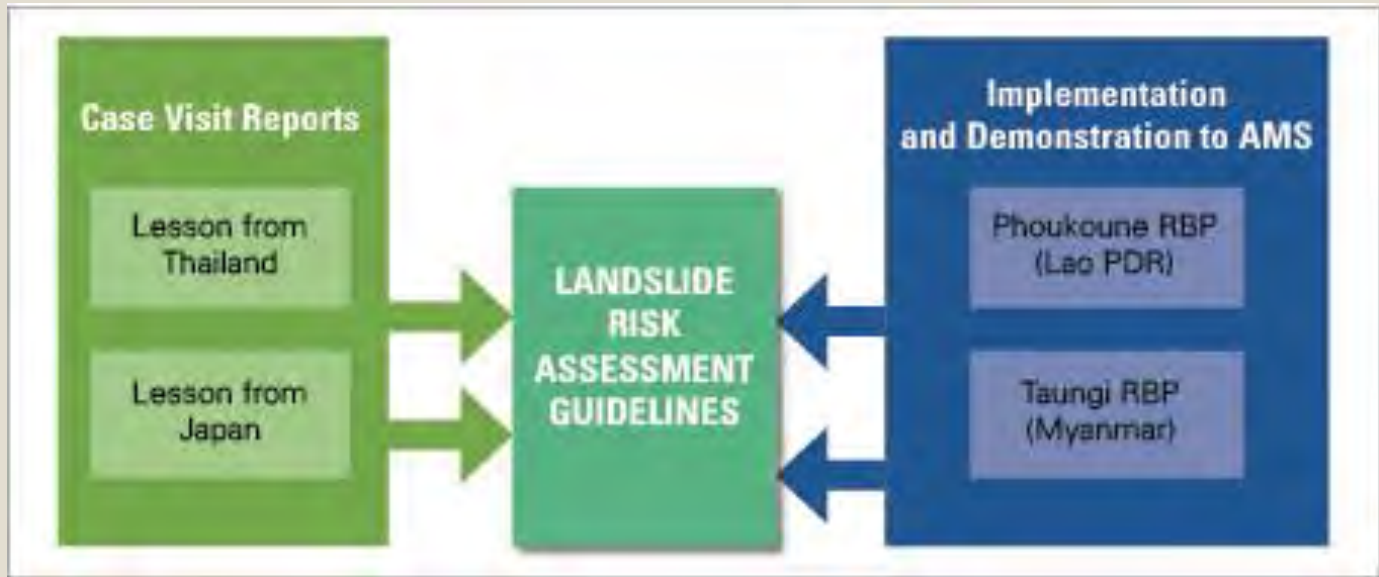 Case Visit Reports
Lesson from
Thailand
Lesson from
Japan
LANDSLIDE
RISK
ASSESSMENT
GUIDELINES
Implementation
and Demonstration to AMS
Phoukoune RBP
(Lao PDR)
Taungi RBP
(Myanmar)